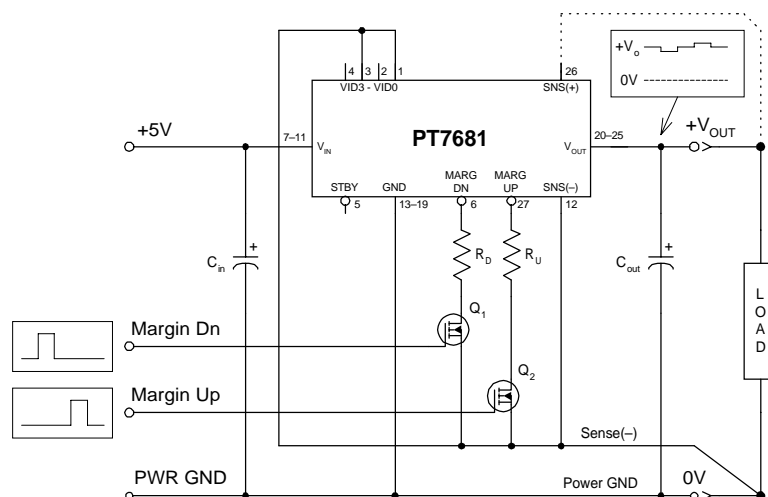 +Vo
0V
4 3 2 1
26
VID3 - VID0
SNS(+)
+5V
7–11
VIN
PT7681
VOUT
20–25
+VOUT
STBY
GND
MARG
DN
MARG
UP
SNS(–)
5
13–19
6
27
12
Cin
+
RD
RU
Cout
+
L
O
A
D
Q1
Margin Dn
Q2
Margin Up
Sense(–)
PWR GND
Power GND
0V